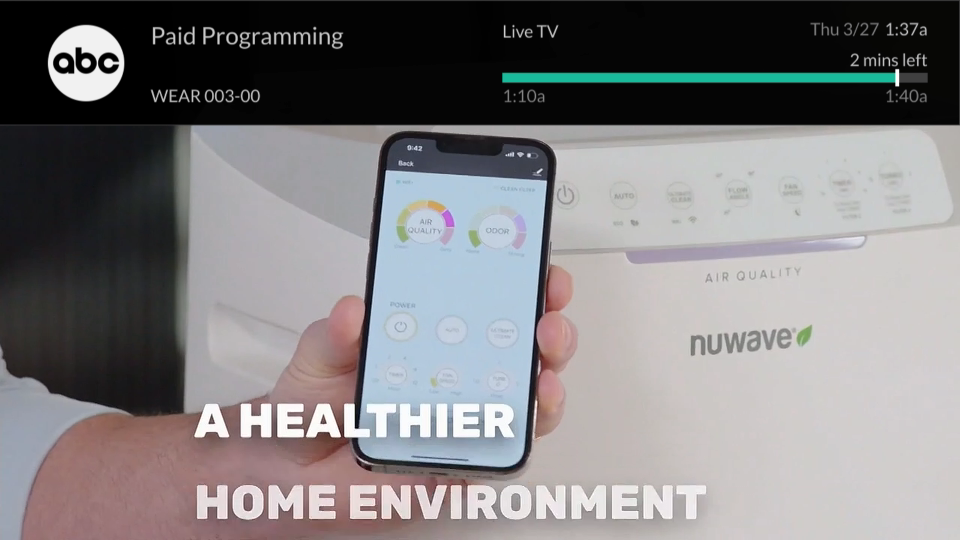 abc
Paid Programming
WEAR 003-00
Live TV
Thu 3/27 1:37a
2 mins left
1:10a
1:40a
9:42
Back
AIR
QUALITY
ODOR
POWER
AUTO
AUTO
AIR QUALITY
nuwave
A HEALTHIER
HOME ENVIRONMENT